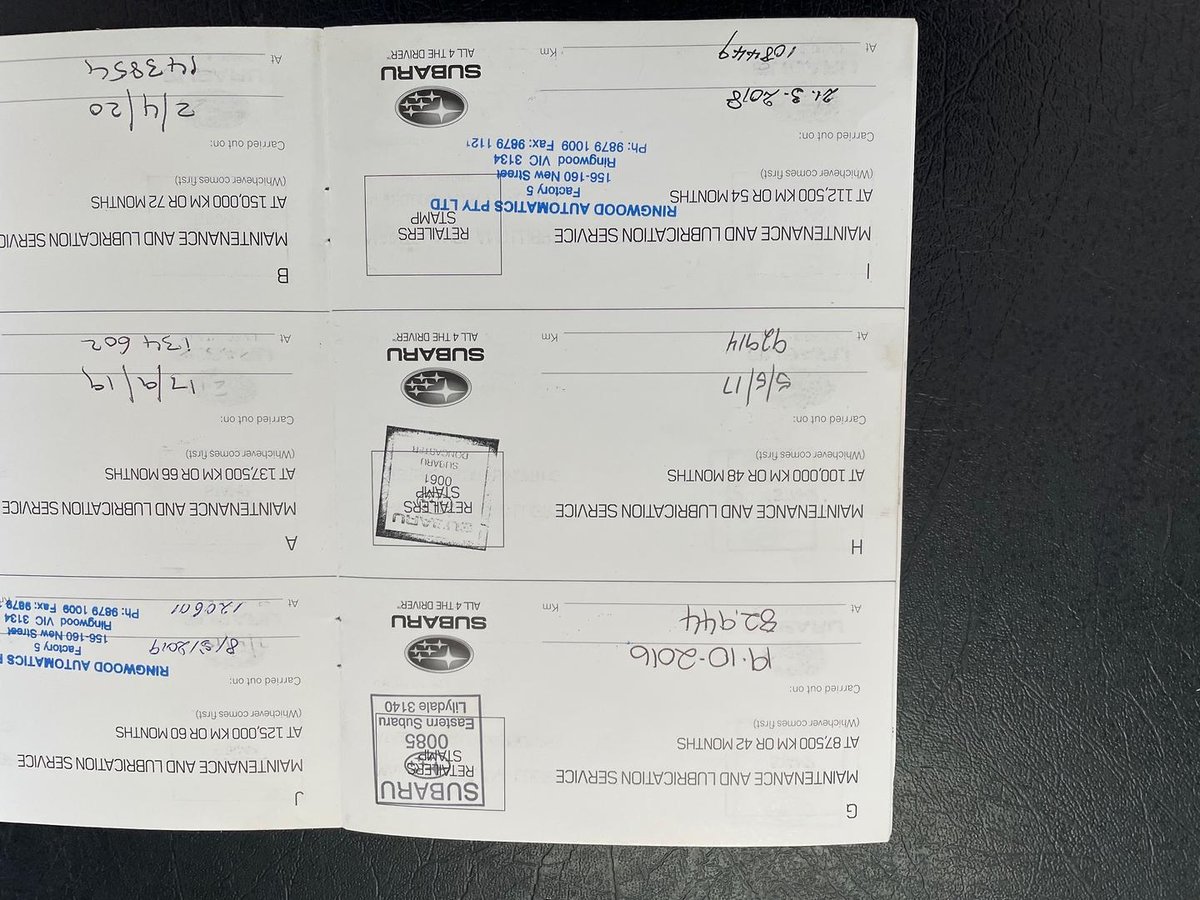 G
MAINTENANCE AND LUBRICATION SERVICE
AT 87,500 KM OR 42 MONTHS
(Whichever comes first)
Carried out on:
19-10-2016
At 82,944 Km
RETAILERS
STAMP
SUBARU
0085
Eastern Subaru
Lilydale 3140
SUBARU
ALL 4 THE DRIVER™
H
MAINTENANCE AND LUBRICATION SERVICE
AT 100,000 KM OR 48 MONTHS
(Whichever comes first)
Carried out on:
5/6/17
At 92914 Km
RETAILERS
STAMP
SUBARU
0061
SUBARU
DONCASTER
SUBARU
ALL 4 THE DRIVER™
I
MAINTENANCE AND LUBRICATION SERVICE
AT 112,500 KM OR 54 MONTHS
(Whichever comes first)
Carried out on:
21.3.2018
At 108449 Km
RETAILERS
STAMP
RINGWOOD AUTOMATICS PTY LTD
Factory 5
156-160 New Street
Ringwood VIC 3134
Ph: 9879 1009 Fax: 9879 1121
SUBARU
ALL 4 THE DRIVER™
J
MAINTENANCE AND LUBRICATION SERVICE
AT 125,000 KM OR 60 MONTHS
(Whichever comes first)
Carried out on:
8/5/2019
At 120601
RINGWOOD AUTOMATICS
Factory 5
156-160 New Street
Ringwood VIC 3134
Ph: 9879 1009 Fax: 9879
A
MAINTENANCE AND LUBRICATION SERVICE
AT 137,500 KM OR 66 MONTHS
(Whichever comes first)
Carried out on:
17/9/19
At 134602
B
MAINTENANCE AND LUBRICATION SERVIC
AT 150,000 KM OR 72 MONTHS
(Whichever comes first)
Carried out on:
2/4/20
At 143854